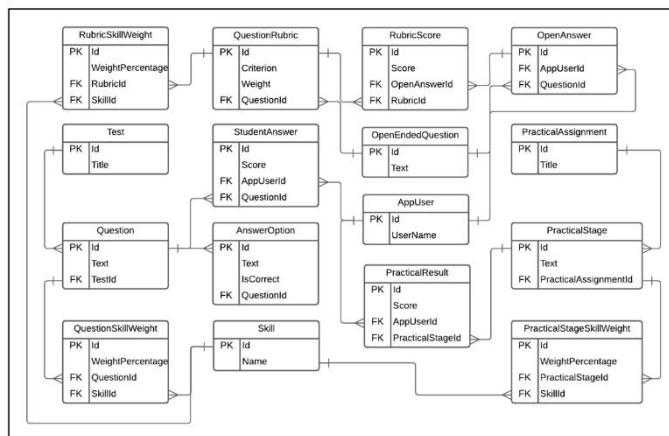 RubricSkillWeight
PK Id
WeightPercentage
FK RubricId
FK SkillId
QuestionRubric
PK Id
Criterion
Weight
FK QuestionId
RubricScore
PK Id
Score
FK OpenAnswerId
FK RubricId
OpenAnswer
PK Id
FK AppUserId
FK QuestionId
Test
PK Id
Title
StudentAnswer
PK Id
Score
FK AppUserId
FK QuestionId
OpenEndedQuestion
PK Id
Text
PracticalAssignment
PK Id
Title
Question
PK Id
Text
FK TestId
AnswerOption
PK Id
Text
IsCorrect
FK QuestionId
AppUser
PK Id
UserName
PracticalStage
PK Id
Text
FK PracticalAssignmentId
PracticalResult
PK Id
Score
FK AppUserId
FK PracticalStageId
QuestionSkillWeight
PK Id
WeightPercentage
FK QuestionId
FK SkillId
Skill
PK Id
Name
PracticalStageSkillWeight
PK Id
WeightPercentage
FK PracticalStageId
FK SkillId